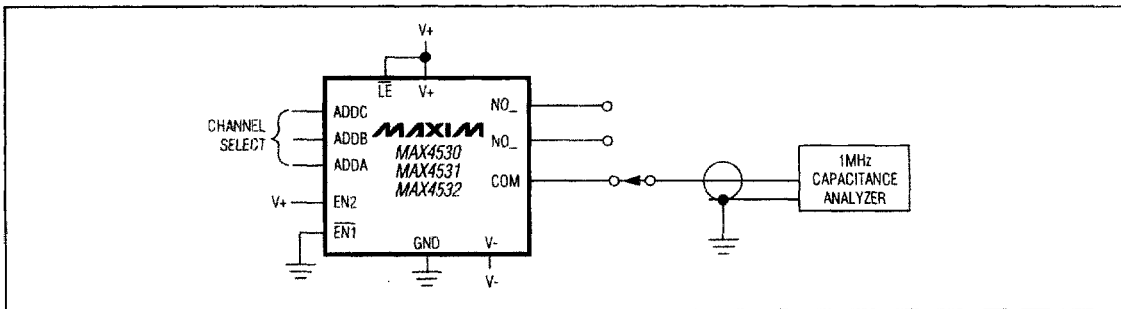 V+
LE V+
CHANNEL
SELECT
ADDC
ADDB
ADDA
V+ EN2
EN1
MAXIM
MAX4530
MAX4531
MAX4532
NO_
NO_
COM
GND V-
V-
1MHz
CAPACITANCE
ANALYZER